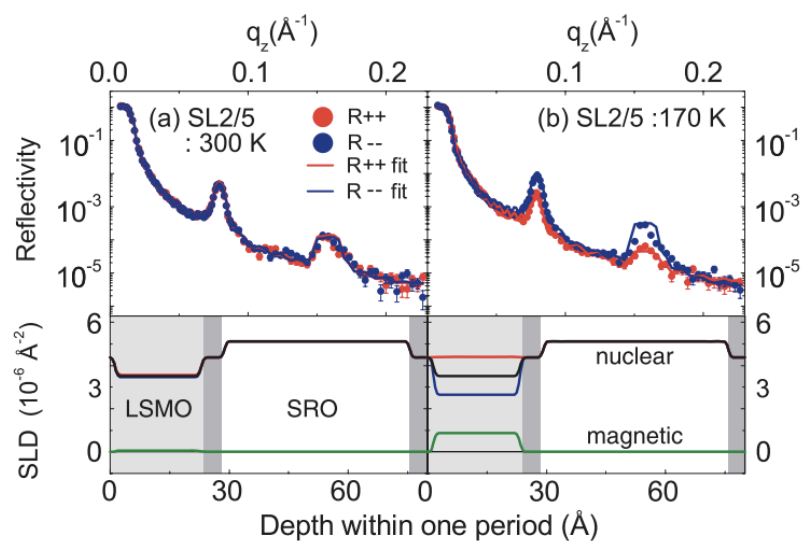 q_z(Å⁻¹) q_z(Å⁻¹)
0.0 0.1 0.2 0.1 0.2
(a) SL2/5
: 300 K
R++
R--
R++ fit
R-- fit
(b) SL2/5 :170 K
Reflectivity
10⁻¹ 10⁻¹
10⁻³ 10⁻³
10⁻⁵ 10⁻⁵
SLD (10⁻⁶ Å⁻²)
6 6
3 3
0 0
LSMO SRO
nuclear
magnetic
0 30 60 0 30 60
Depth within one period (Å)